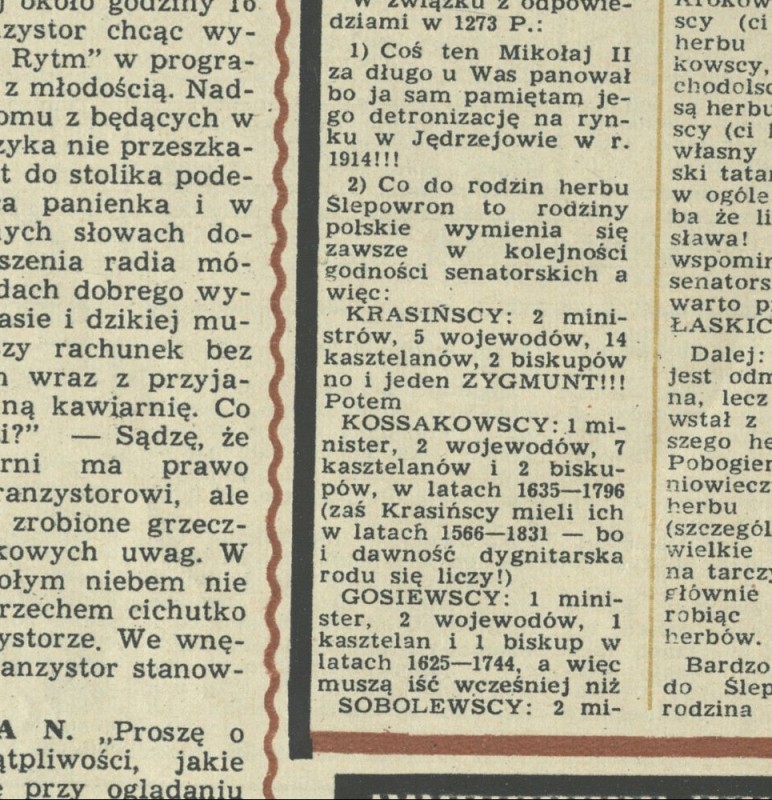 j około godziny 16
zystor chcąc wy-
Rytm” w progra-
z młodością. Nad-
omu z będących w
zyka nie przeszka-
t do stolika pode-
a panienka i w
nych słowach do-
szenia radia mó-
dach dobrego wy-
asie i dzikiej mu-
zy rachunek bez
wraz z przyja-
ną kawiarnię. Co
i?” — Sądzę, że
rni ma prawo
ranzystorowi, ale
zrobione grzecz-
kowych uwag. W
ołym niebem nie
rzechem cichutko
ystorze. We wnę-
anzystor stanow-
A N. „Proszę o
ątpliwości, jakie
przy oglądaniu
W związku z odpowie-
dziami w 1273 P.:
1) Coś ten Mikołaj II
za długo u Was panował
bo ja sam pamiętam je-
go detronizację na ryn-
ku w Jędrzejowie w r.
1914!!!
2) Co do rodzin herbu
Ślepowron to rodziny
polskie wymienia się
zawsze w kolejności
godności senatorskich a
więc:
KRASIŃSCY: 2 mini-
strów, 5 wojewodów, 14
kasztelanów, 2 biskupów
no i jeden ZYGMUNT!!!
Potem
KOSSAKOWSCY: 1 mi-
nister, 2 wojewodów, 7
kasztelanów i 2 bisku-
pów, w latach 1635—1796
(zaś Krasińscy mieli ich
w latach 1566—1831 — bo
i dawność dygnitarska
rodu się liczy!)
GOSIEWSCY: 1 mini-
ster, 2 wojewodów, 1
kasztelan i 1 biskup w
latach 1625—1744, a więc
muszą iść wcześniej niż
SOBOLEWSCY: 2 mi-
scy (ci
herbu
kowscy,
chodolsc
są herbu
scy (ci
własny
ski tatar
w ogóle
ba że li
sława!
wspomin
senators
warto p
ŁASKIC
Dalej:
jest odm
na, lecz
wstał z
szego he
Pobogier
niowiecz
herbu
(szczegól
wielkie
na tarczy
głównie
robiąc
herbów.
Bardzo
do Ślep
rodzina